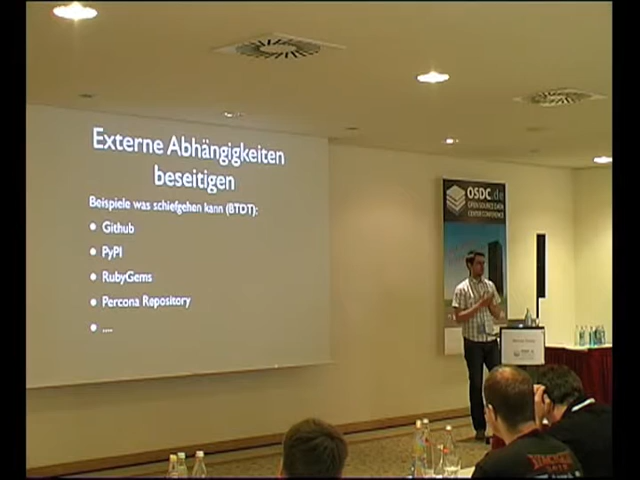 Externe Abhängigkeiten
beseitigen
Beispiele was schiefgehen kann (BTDT):
• Github
• PyPI
• RubyGems
• Percona Repository
• ....
OSDC.de
OPEN SOURCE DATA
CENTER CONFERENCE